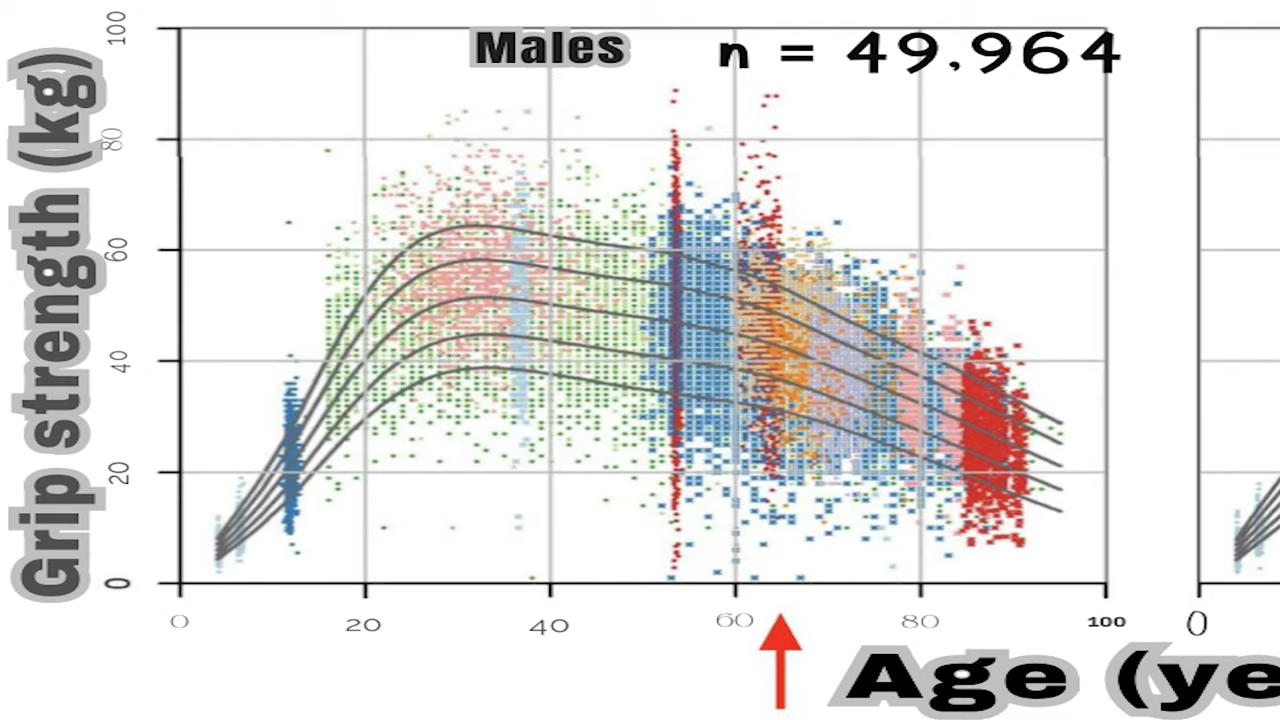 Males
n = 49.964
Grip strength (kg)
100
80
60
40
20
0
0 20 40 60 80 100
0
Age (ye